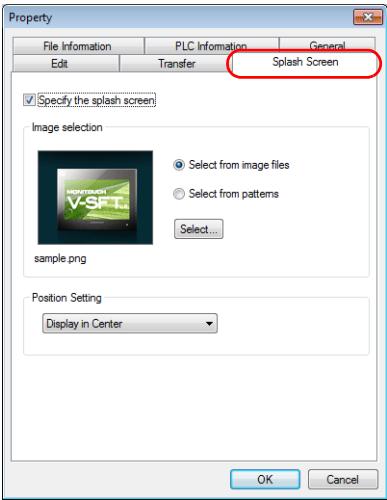 Property
File Information PLC Information General
Edit Transfer Splash Screen
Specify the splash screen
Image selection
MONITOUCH
V-SFT
Select from image files
Select from patterns
Select...
sample.png
Position Setting
Display in Center
OK Cancel